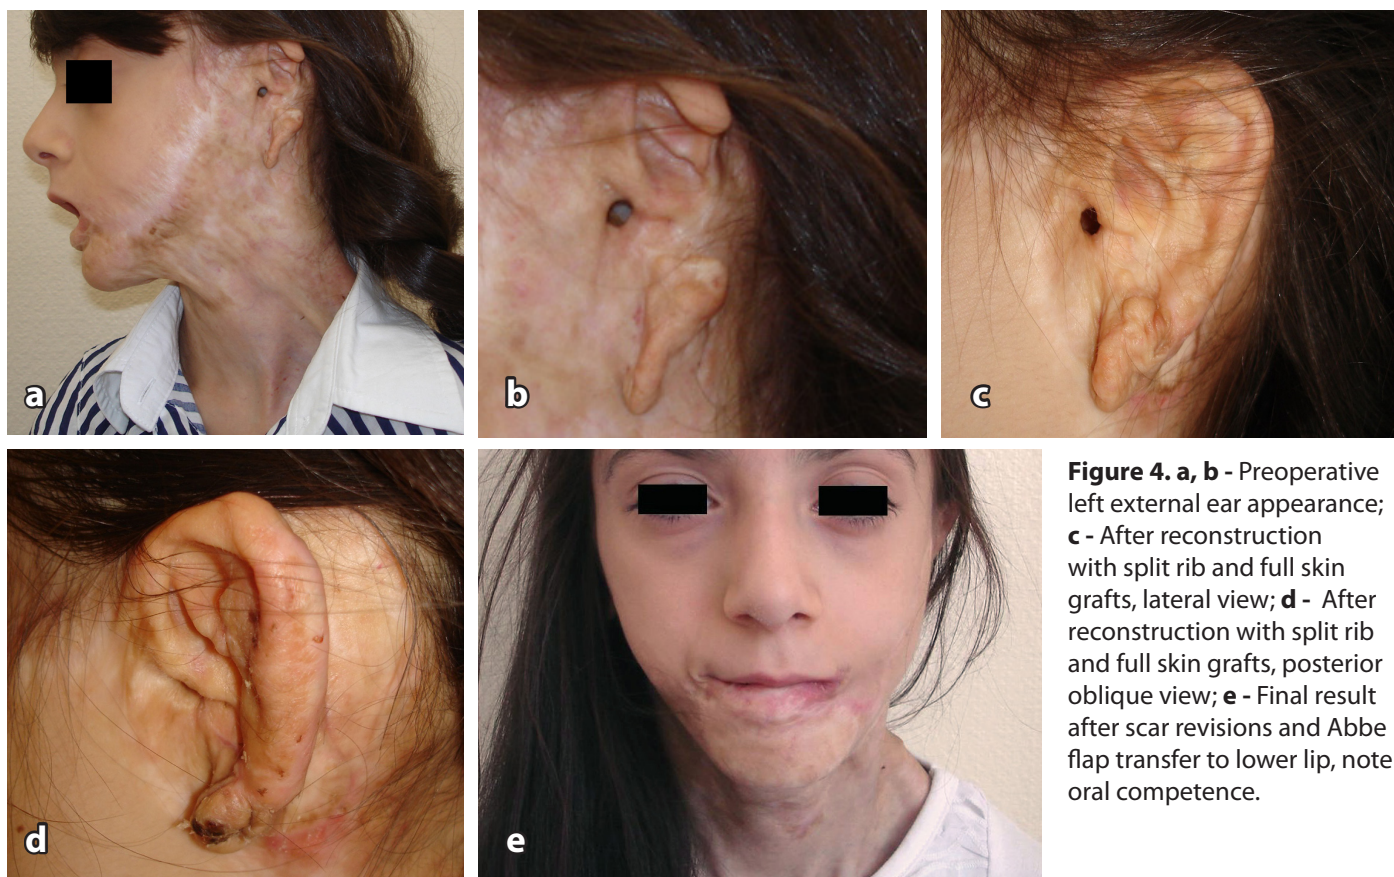 a
b
c
d
e
Figure 4. a, b - Preoperative
left external ear appearance;
c - After reconstruction
with split rib and full skin
grafts, lateral view; d - After
reconstruction with split rib
and full skin grafts, posterior
oblique view; e - Final result
after scar revisions and Abbe
flap transfer to lower lip, note
oral competence.